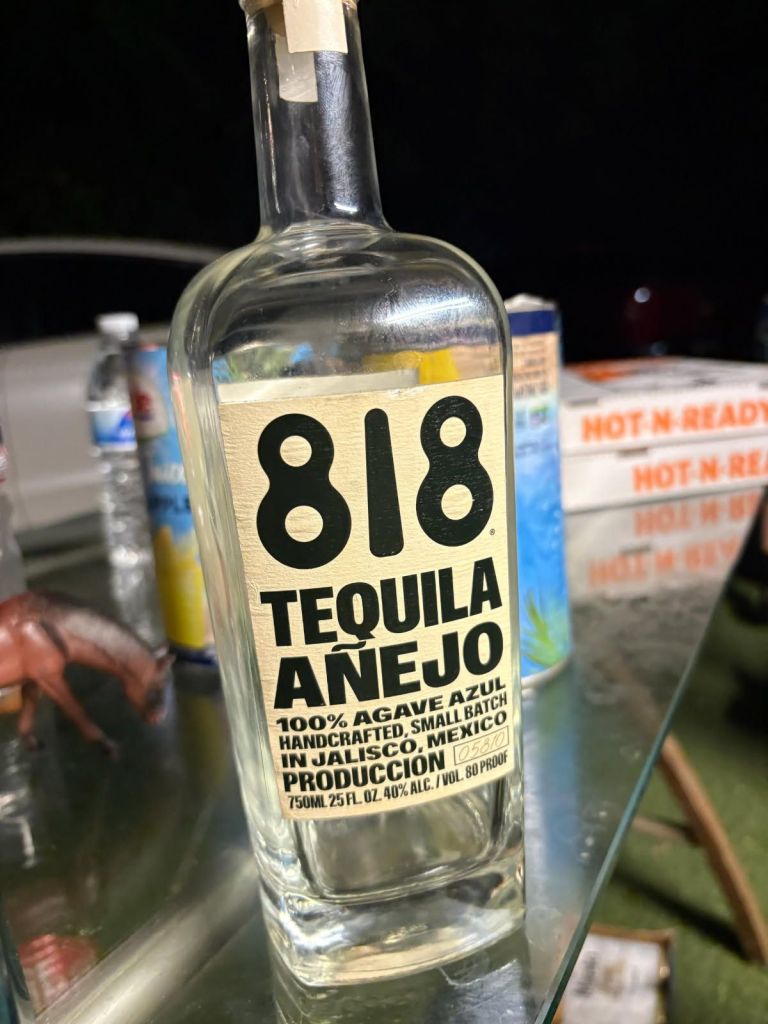 818®
TEQUILA
AÑEJO
100% AGAVE AZUL
HANDCRAFTED, SMALL BATCH
IN JALISCO, MEXICO
PRODUCCIÓN 05810
750ML 25 FL. OZ. 40% ALC. / VOL. 80 PROOF
HOT-N-READY
HOT-N-REA